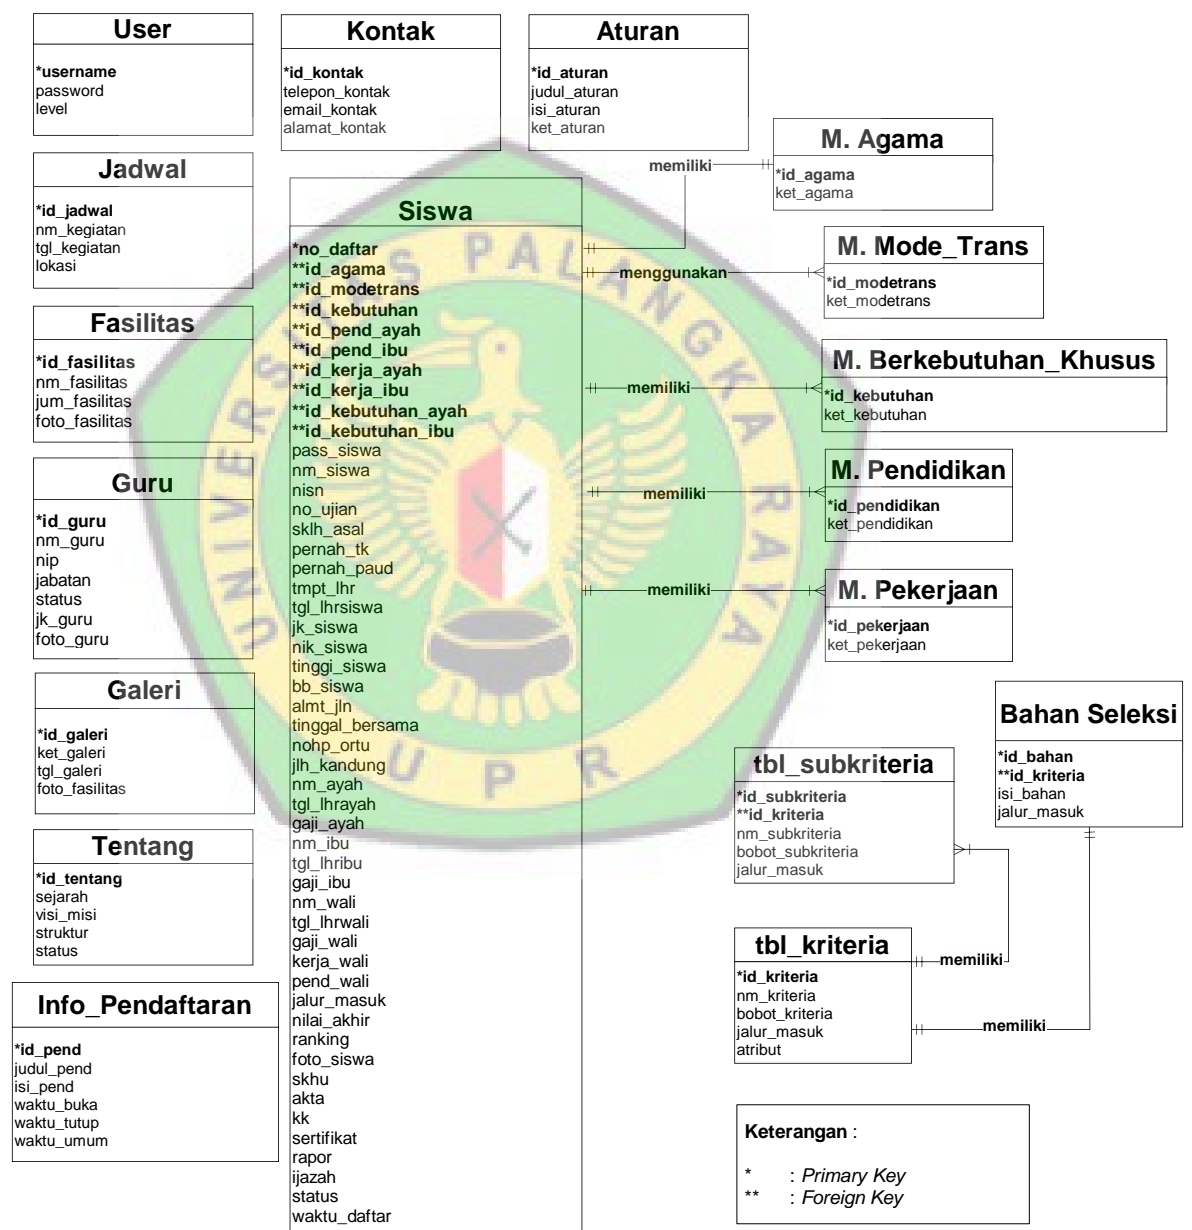 User
*username
password
level
Kontak
*id_kontak
telepon_kontak
email_kontak
alamat_kontak
Aturan
*id_aturan
judul_aturan
isi_aturan
ket_aturan
Jadwal
*id_jadwal
nm_kegiatan
tgl_kegiatan
lokasi
Fasilitas
*id_fasilitas
nm_fasilitas
jum_fasilitas
foto_fasilitas
Guru
*id_guru
nm_guru
nip
jabatan
status
jk_guru
foto_guru
Galeri
*id_galeri
ket_galeri
tgl_galeri
foto_fasilitas
Tentang
*id_tentang
sejarah
visi_misi
struktur
status
Info_Pendaftaran
*id_pend
judul_pend
isi_pend
waktu_buka
waktu_tutup
waktu_umum
Siswa
*no_daftar
**id_agama
**id_modetrans
**id_kebutuhan
**id_pend_ayah
**id_pend_ibu
**id_kerja_ayah
**id_kerja_ibu
**id_kebutuhan_ayah
**id_kebutuhan_ibu
pass_siswa
nm_siswa
nisn
no_ujian
sklh_asal
pernah_tk
pernah_paud
tmpt_lhr
tgl_lhrsiswa
jk_siswa
nik_siswa
tinggi_siswa
bb_siswa
almt_jln
tinggal_bersama
nohp_ortu
jlh_kandung
nm_ayah
tgl_lhrayah
gaji_ayah
nm_ibu
tgl_lhribu
gaji_ibu
nm_wali
tgl_lhrwali
gaji_wali
kerja_wali
pend_wali
jalur_masuk
nilai_akhir
ranking
foto_siswa
skhu
akta
kk
sertifikat
rapor
ijazah
status
waktu_daftar
memiliki
menggunakan
memiliki
memiliki
memiliki
M. Agama
*id_agama
ket_agama
M. Mode_Trans
*id_modetrans
ket_modetrans
M. Berkebutuhan_Khusus
*id_kebutuhan
ket_kebutuhan
M. Pendidikan
*id_pendidikan
ket_pendidikan
M. Pekerjaan
*id_pekerjaan
ket_pekerjaan
Bahan Seleksi
*id_bahan
**id_kriteria
isi_bahan
jalur_masuk
tbl_subkriteria
*id_subkriteria
**id_kriteria
nm_subkriteria
bobot_subkriteria
jalur_masuk
tbl_kriteria
*id_kriteria
nm_kriteria
bobot_kriteria
jalur_masuk
atribut
memiliki
memiliki
Keterangan :
* : Primary Key
** : Foreign Key
UNIVERSITAS PALANGKA RAYA
UPR